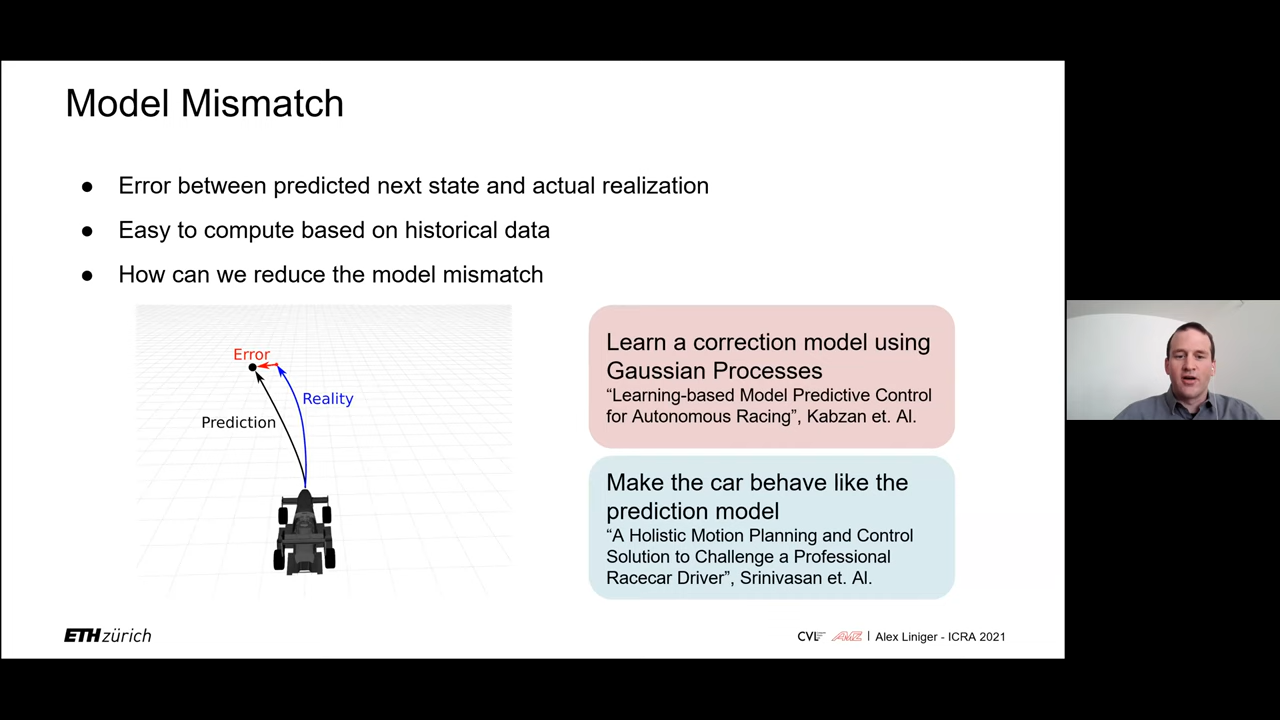 Model Mismatch
● Error between predicted next state and actual realization
● Easy to compute based on historical data
● How can we reduce the model mismatch
Error
Reality
Prediction
Learn a correction model using
Gaussian Processes
“Learning-based Model Predictive Control
for Autonomous Racing”, Kabzan et. Al.
Make the car behave like the
prediction model
“A Holistic Motion Planning and Control
Solution to Challenge a Professional
Racecar Driver”, Srinivasan et. Al.
ETH zürich
CVL AMZ | Alex Liniger - ICRA 2021